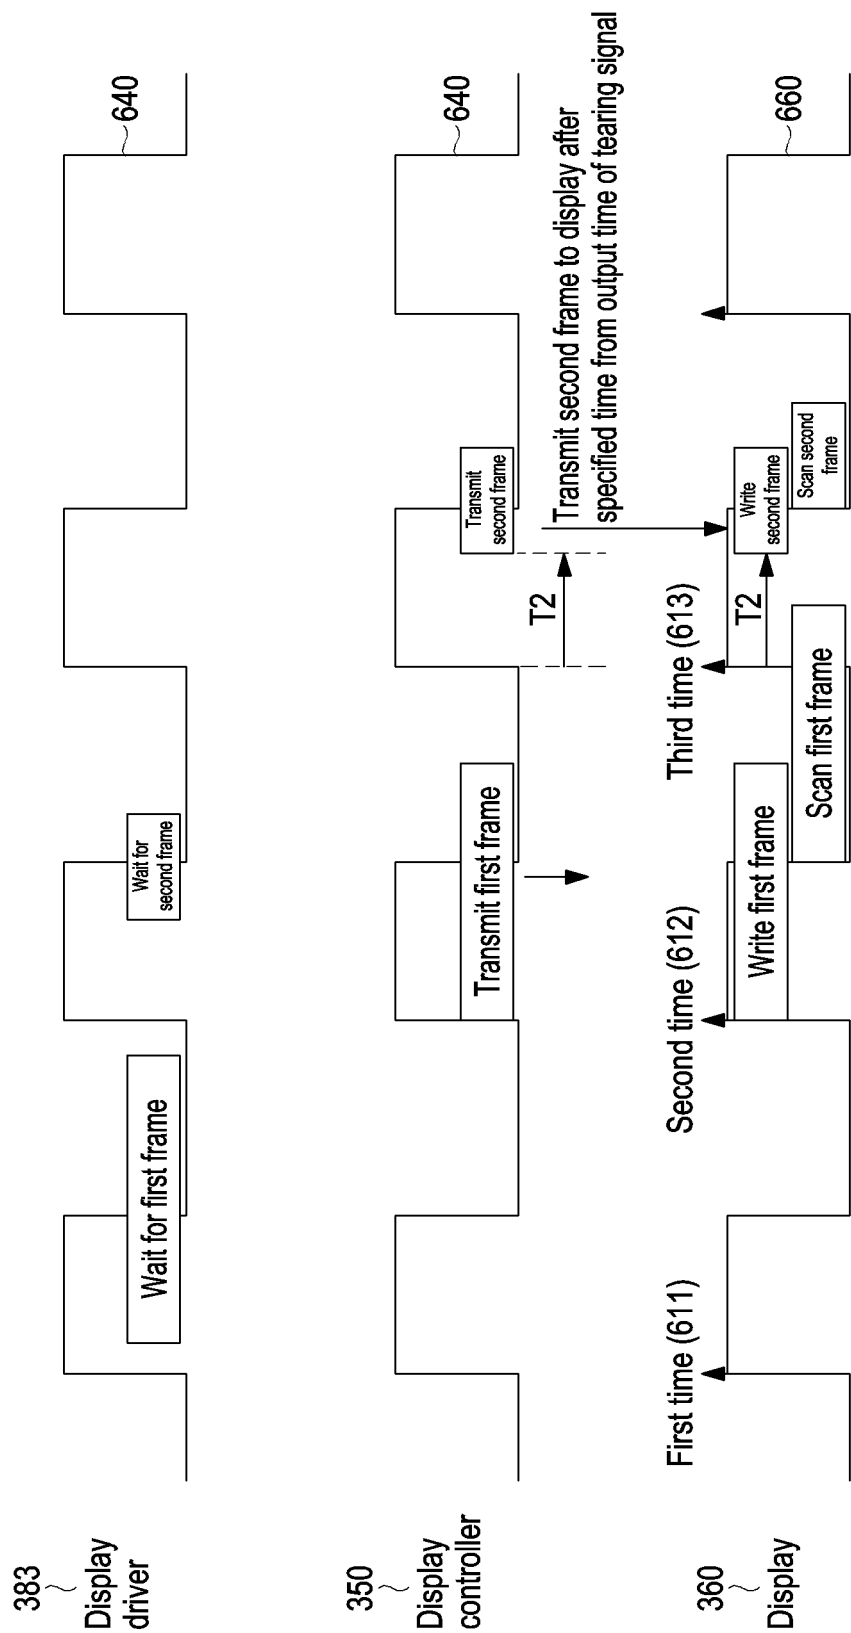 383
Display
driver
Wait for first frame
Wait for
second frame
640
350
Display
controller
Transmit first frame
T2
Transmit
second frame
640
Transmit second frame to display after
specified time from output time of tearing signal
360
Display
First time (611)
Second time (612)
Third time (613)
Write first frame
Scan first frame
T2
Write
second frame
Scan second
frame
660